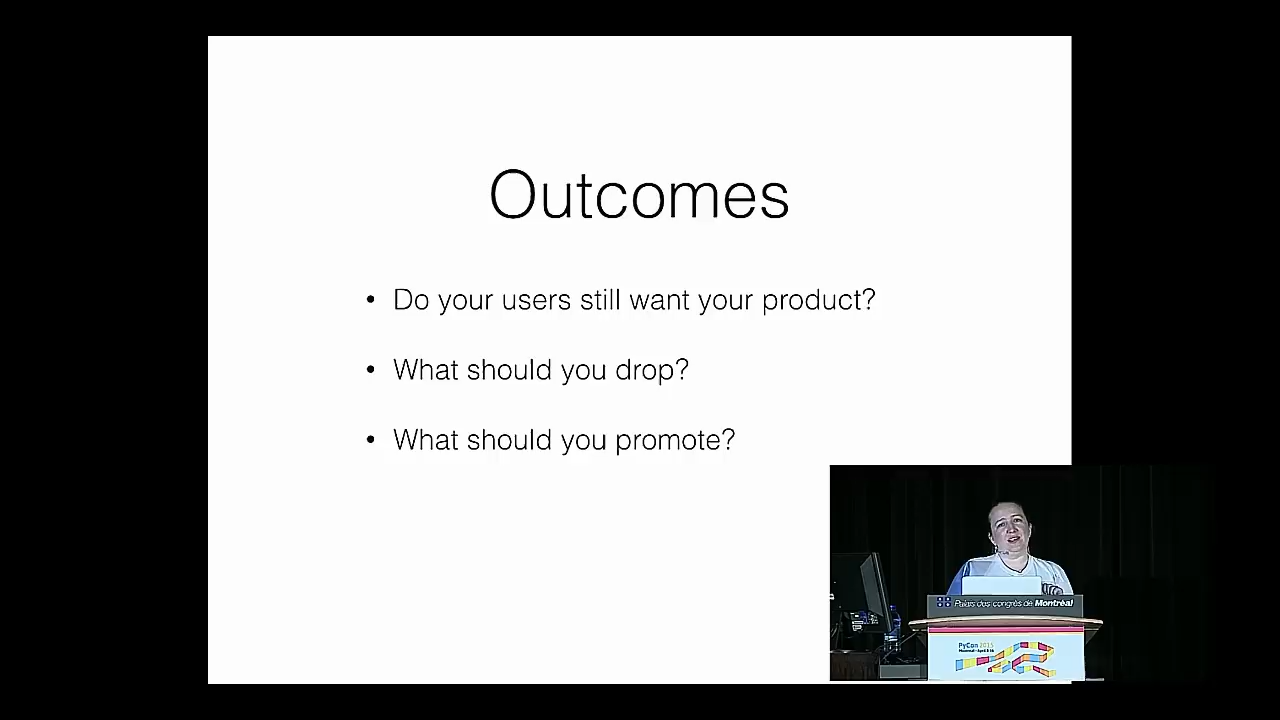 Outcomes
• Do your users still want your product?
• What should you drop?
• What should you promote?
Palais des congrès de Montréal
PyCon 2015